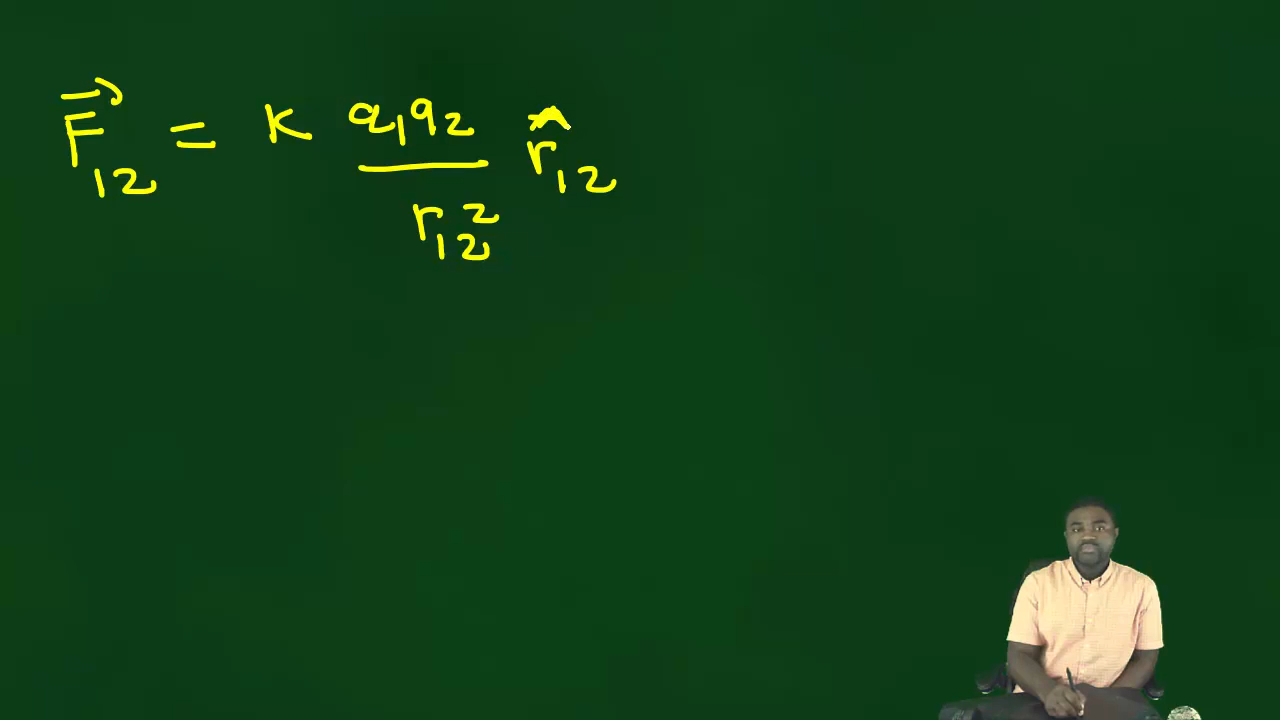 F⃗₁₂ = k q₁q₂ / r₁₂² r̂₁₂